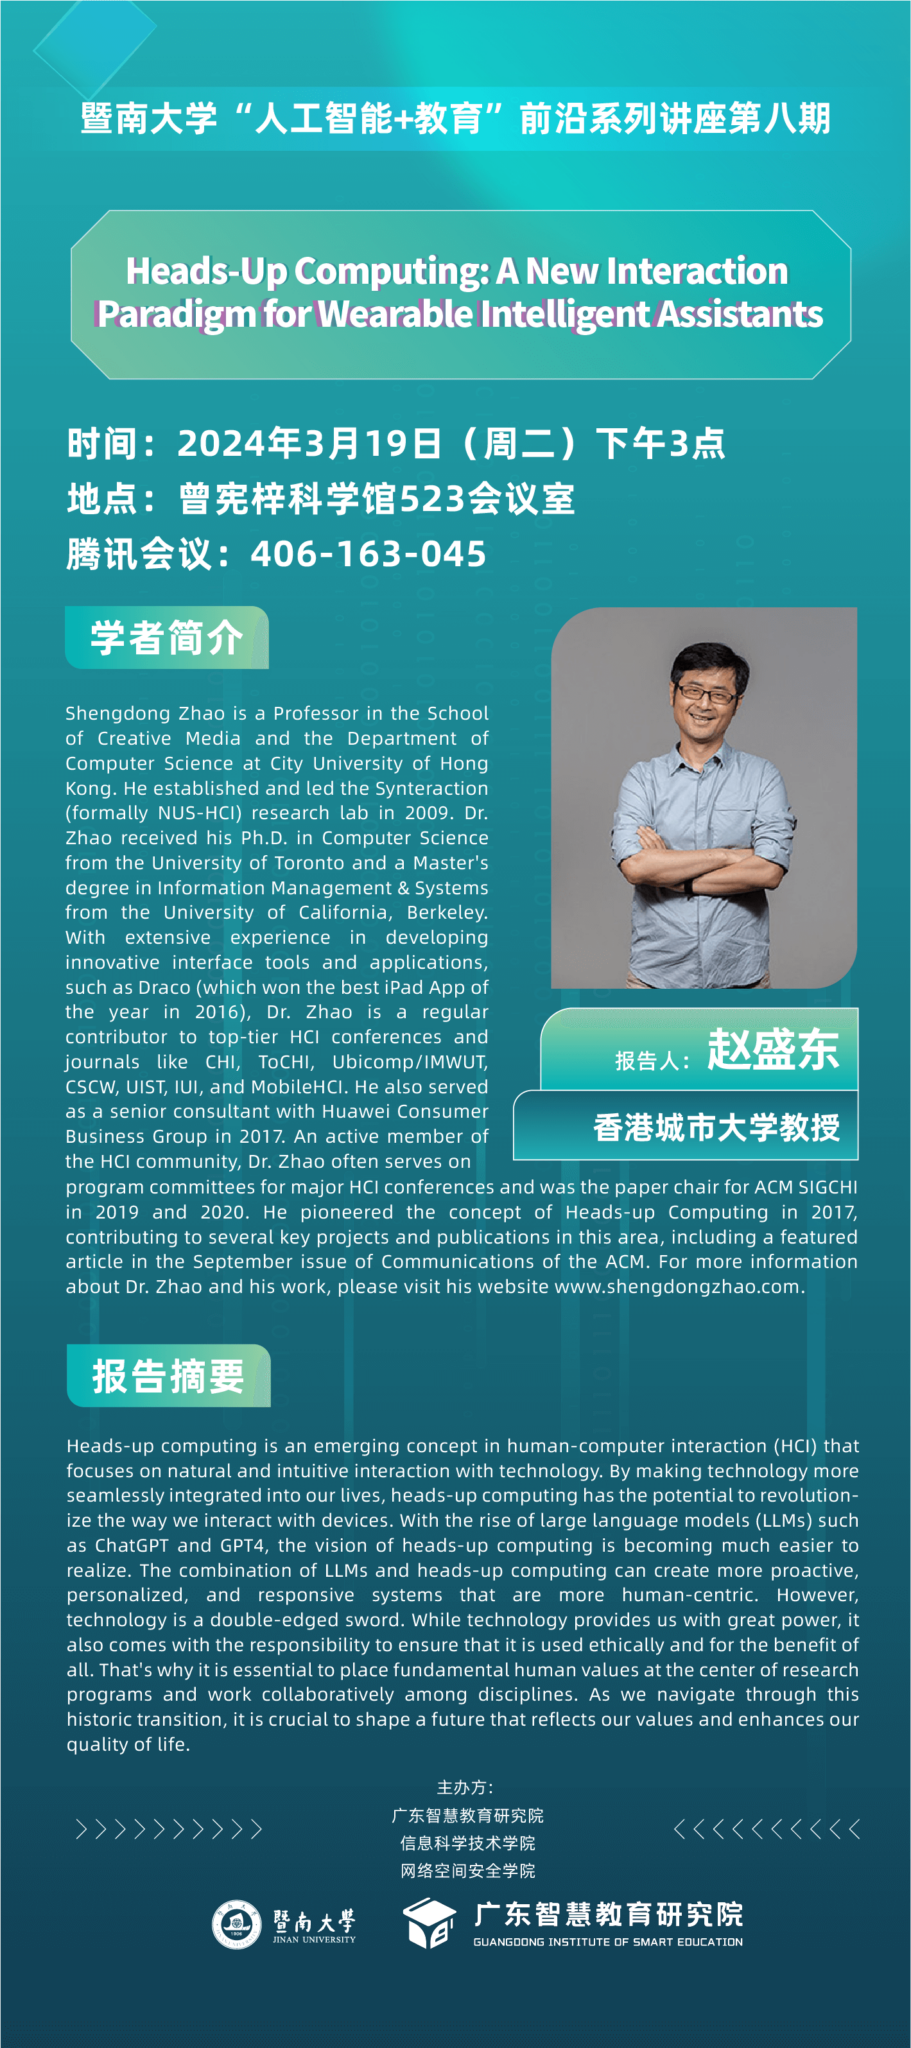 暨南大学“人工智能+教育”前沿系列讲座第八期
Heads-Up Computing: A New Interaction
Paradigm for Wearable Intelligent Assistants
时间：2024年3月19日（周二）下午3点
地点：曾宪梓科学馆523会议室
腾讯会议：406-163-045
学者简介
Shengdong Zhao is a Professor in the School
of Creative Media and the Department of
Computer Science at City University of Hong
Kong. He established and led the Synteraction
(formally NUS-HCI) research lab in 2009. Dr.
Zhao received his Ph.D. in Computer Science
from the University of Toronto and a Master's
degree in Information Management & Systems
from the University of California, Berkeley.
With extensive experience in developing
innovative interface tools and applications,
such as Draco (which won the best iPad App of
the year in 2016), Dr. Zhao is a regular
contributor to top-tier HCI conferences and
journals like CHI, ToCHI, Ubicomp/IMWUT,
CSCW, UIST, IUI, and MobileHCI. He also served
as a senior consultant with Huawei Consumer
Business Group in 2017. An active member of
the HCI community, Dr. Zhao often serves on
program committees for major HCI conferences and was the paper chair for ACM SIGCHI
in 2019 and 2020. He pioneered the concept of Heads-up Computing in 2017,
contributing to several key projects and publications in this area, including a featured
article in the September issue of Communications of the ACM. For more information
about Dr. Zhao and his work, please visit his website www.shengdongzhao.com.
报告人：赵盛东
香港城市大学教授
报告摘要
Heads-up computing is an emerging concept in human-computer interaction (HCI) that
focuses on natural and intuitive interaction with technology. By making technology more
seamlessly integrated into our lives, heads-up computing has the potential to revolution-
ize the way we interact with devices. With the rise of large language models (LLMs) such
as ChatGPT and GPT4, the vision of heads-up computing is becoming much easier to
realize. The combination of LLMs and heads-up computing can create more proactive,
personalized, and responsive systems that are more human-centric. However,
technology is a double-edged sword. While technology provides us with great power, it
also comes with the responsibility to ensure that it is used ethically and for the benefit of
all. That's why it is essential to place fundamental human values at the center of research
programs and work collaboratively among disciplines. As we navigate through this
historic transition, it is crucial to shape a future that reflects our values and enhances our
quality of life.
主办方：
广东智慧教育研究院
信息科学技术学院
网络空间安全学院
暨南大學
JINAN UNIVERSITY
广东智慧教育研究院
GUANGDONG INSTITUTE OF SMART EDUCATION